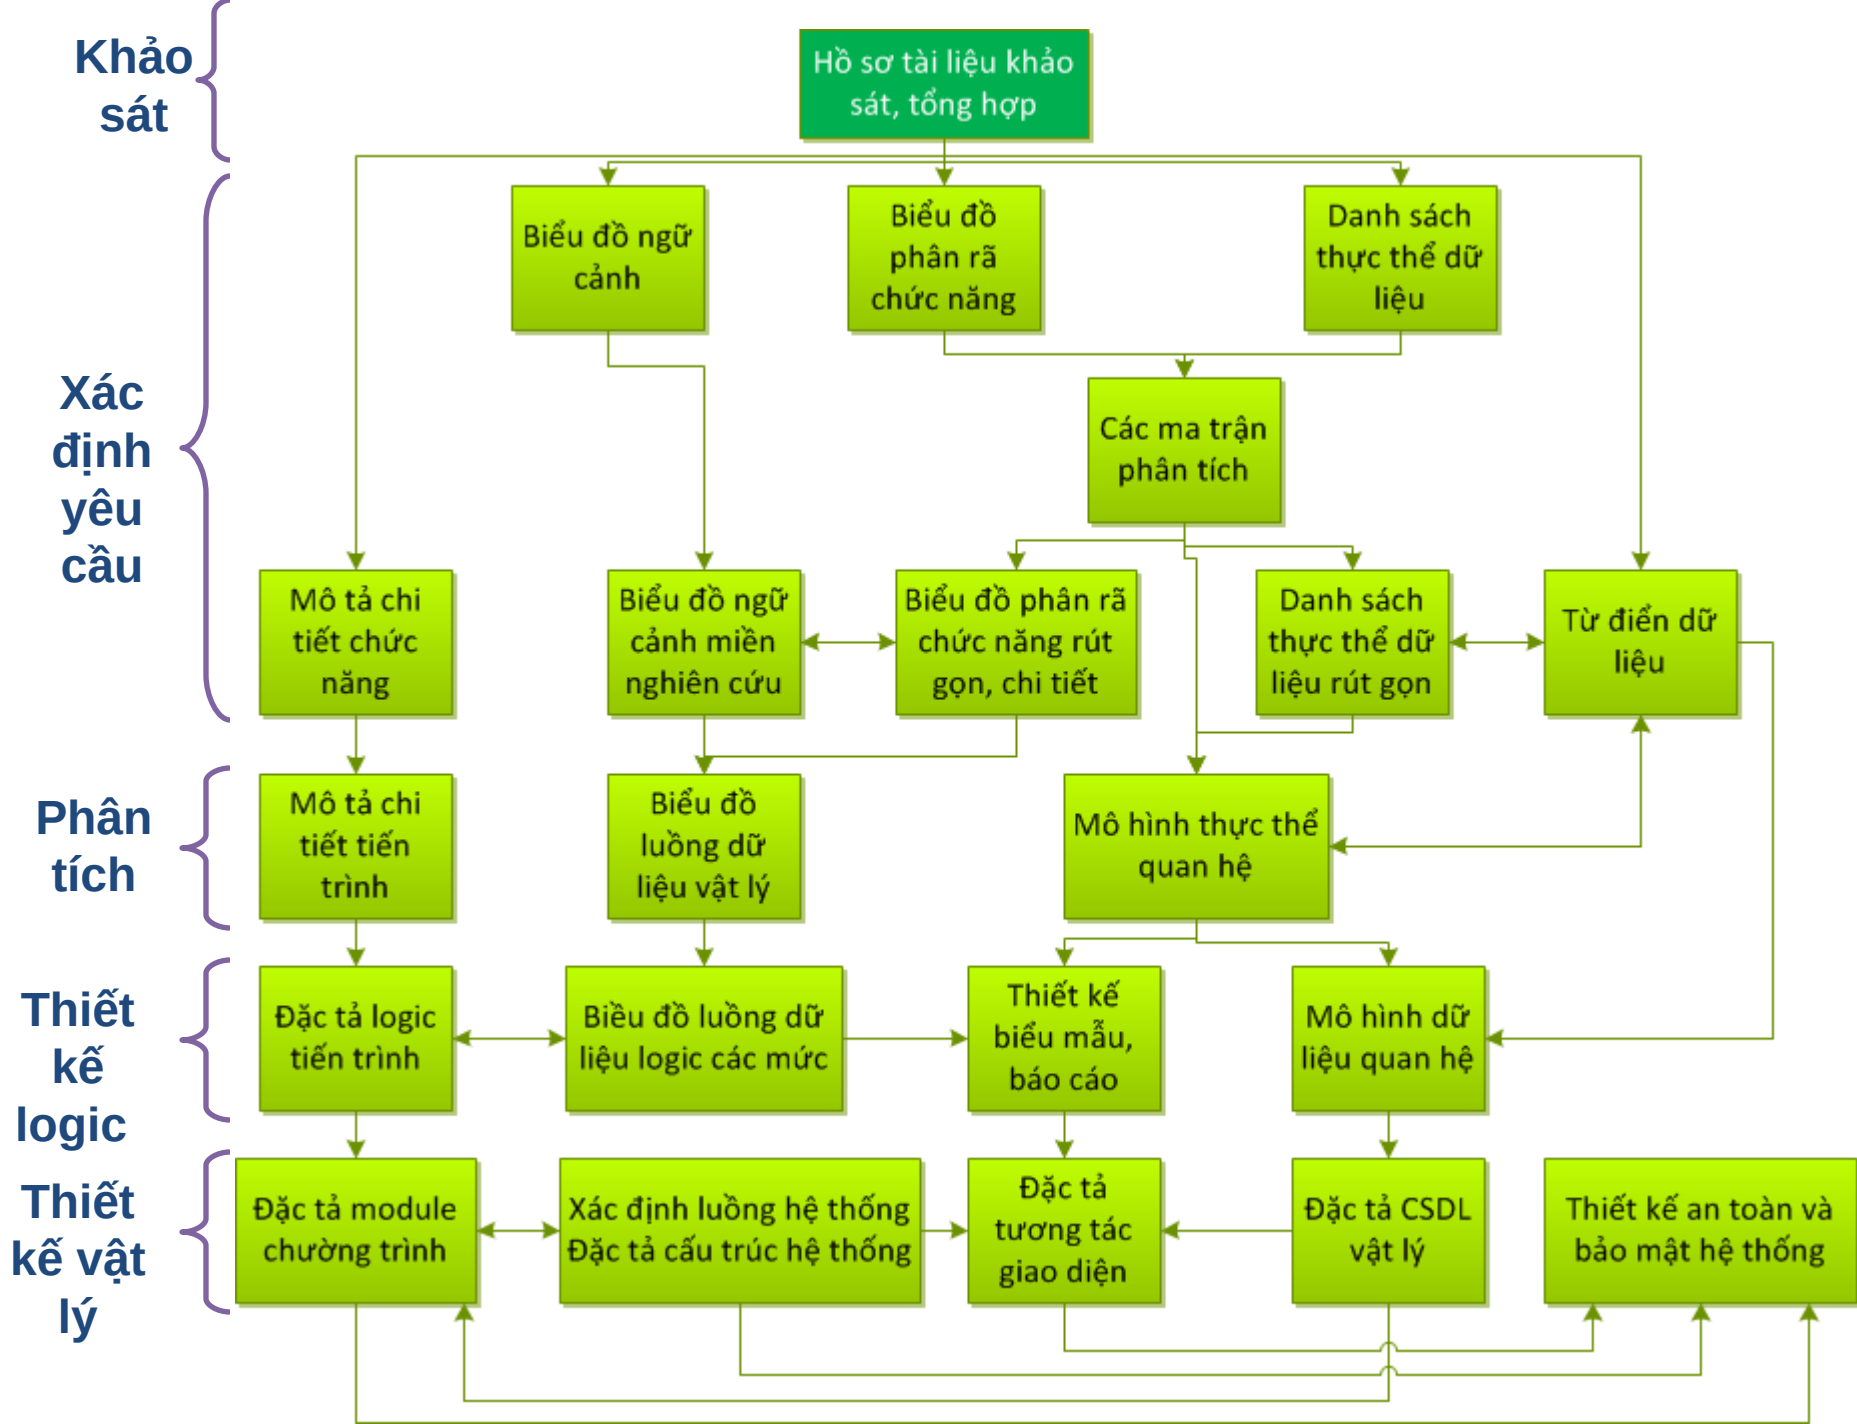 Khảo
sát
Hồ sơ tài liệu khảo
sát, tổng hợp
Xác
định
yêu
cầu
Biểu đồ ngữ
cảnh
Biểu đồ
phân rã
chức năng
Danh sách
thực thể dữ
liệu
Các ma trận
phân tích
Mô tả chi
tiết chức
năng
Biểu đồ ngữ
cảnh miền
nghiên cứu
Biểu đồ phân rã
chức năng rút
gọn, chi tiết
Danh sách
thực thể dữ
liệu rút gọn
Từ điển dữ
liệu
Phân
tích
Mô tả chi
tiết tiến
trình
Biểu đồ
luồng dữ
liệu vật lý
Mô hình thực thể
quan hệ
Thiết
kế
logic
Đặc tả logic
tiến trình
Biều đồ luồng dữ
liệu logic các mức
Thiết kế
biểu mẫu,
báo cáo
Mô hình dữ
liệu quan hệ
Thiết
kế vật
lý
Đặc tả module
chường trình
Xác định luồng hệ thống
Đặc tả cấu trúc hệ thống
Đặc tả
tương tác
giao diện
Đặc tả CSDL
vật lý
Thiết kế an toàn và
bảo mật hệ thống